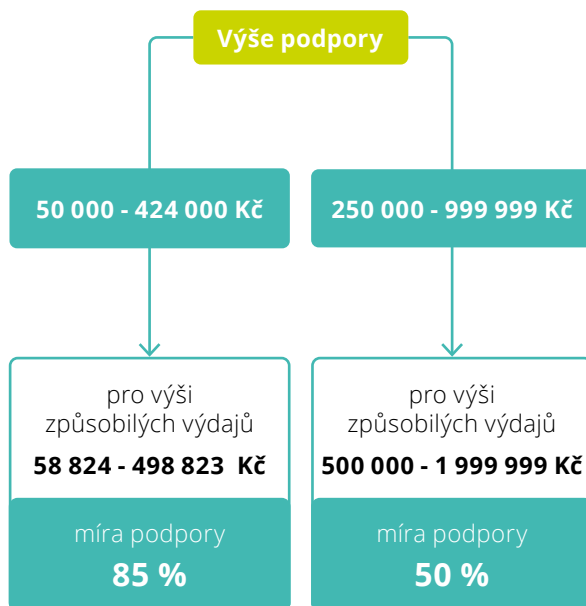 Výše podpory
50 000 - 424 000 Kč
250 000 - 999 999 Kč
pro výši
způsobilých výdajů
58 824 - 498 823 Kč
míra podpory
85 %
pro výši
způsobilých výdajů
500 000 - 1 999 999 Kč
míra podpory
50 %